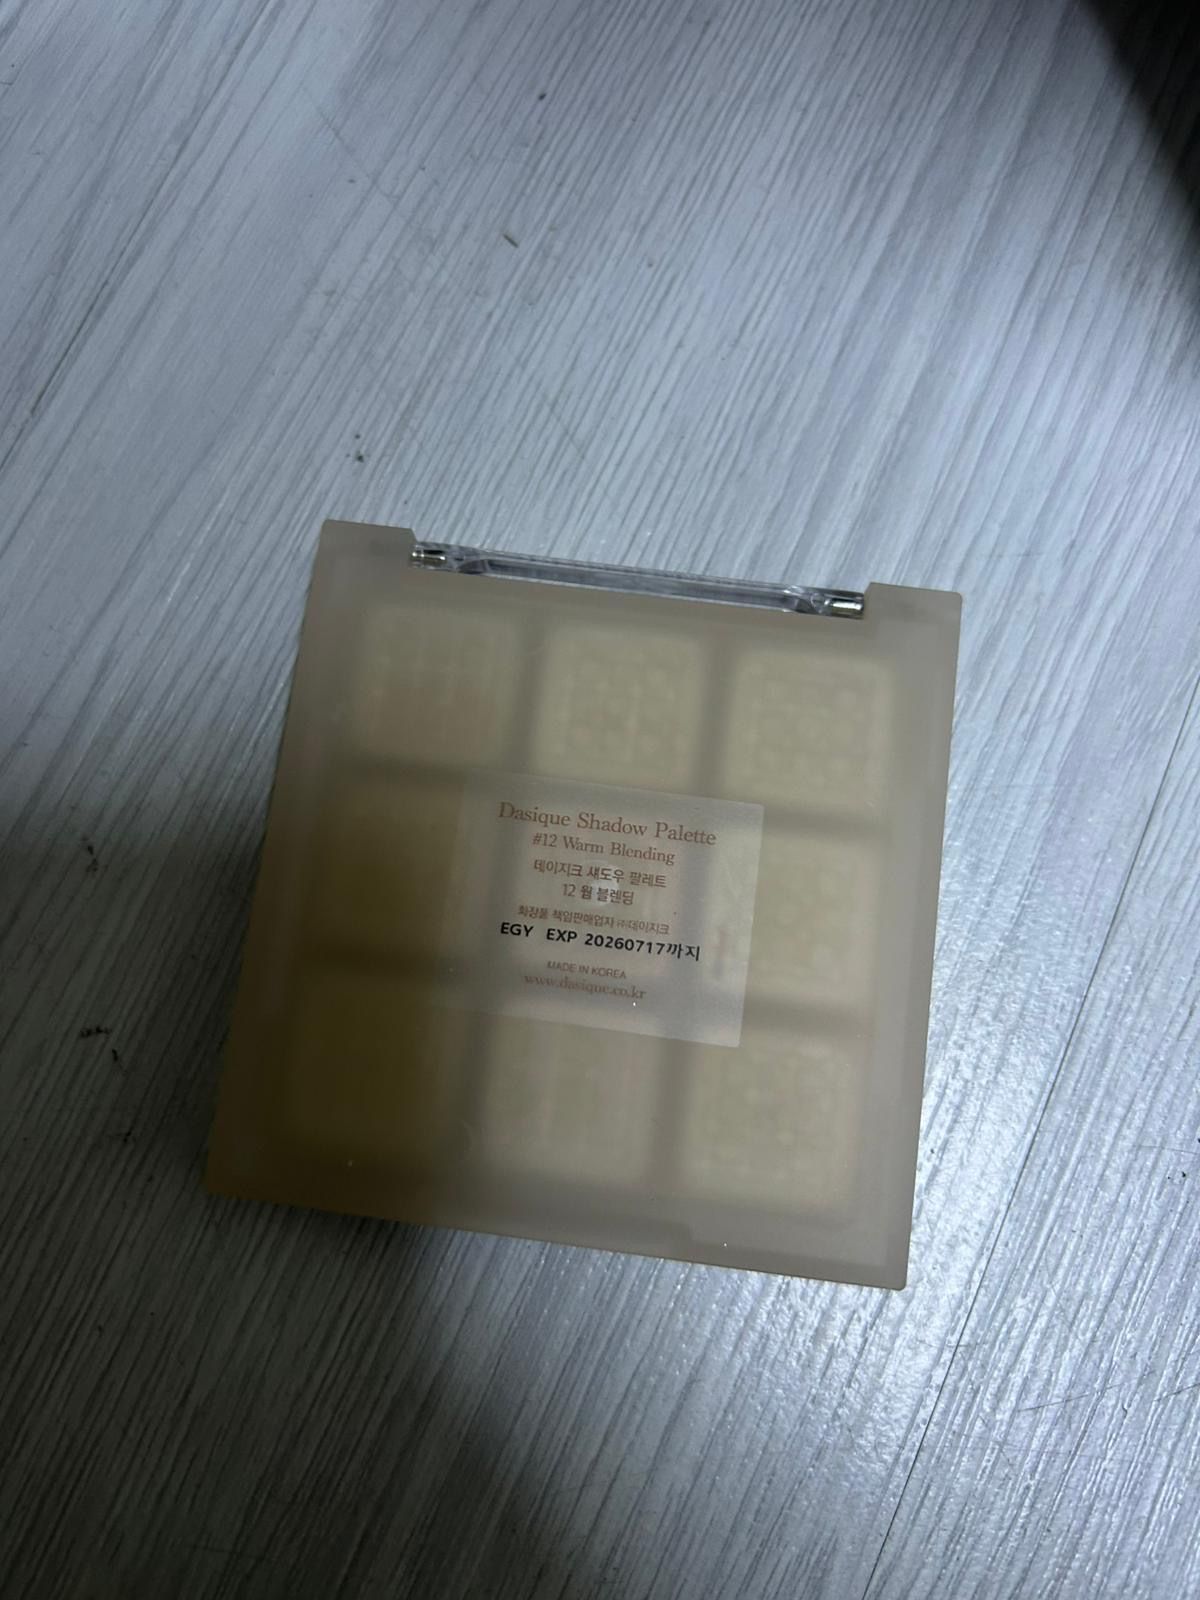 Dasique Shadow Palette
#12 Warm Blending
데이지크 섀도우 팔레트
12 웜 블렌딩
화장품 책임판매업자 ㈜데이지크
EGY EXP 20260717까지
MADE IN KOREA
www.dasique.co.kr